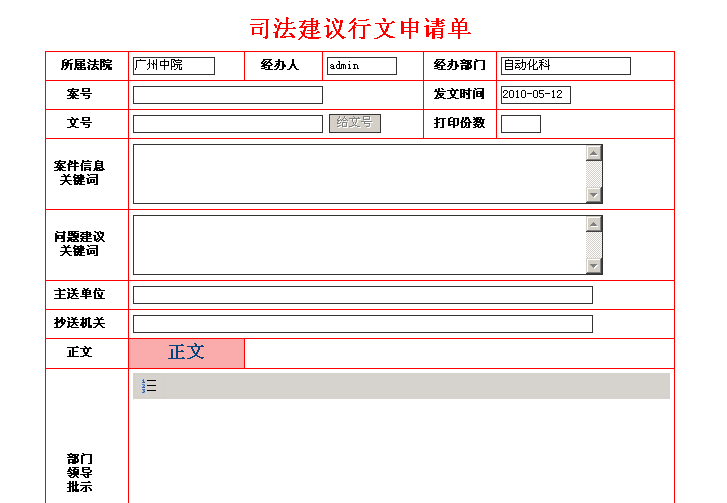 司法建议行文申请单
所属法院 广州中院 经办人 admin 经办部门 自动化科
案号 发文时间 2010-05-12
文号 给文号 打印份数
案件信息
关键词
问题建议
关键词
主送单位
抄送机关
正文 正文
部门
领导
批示